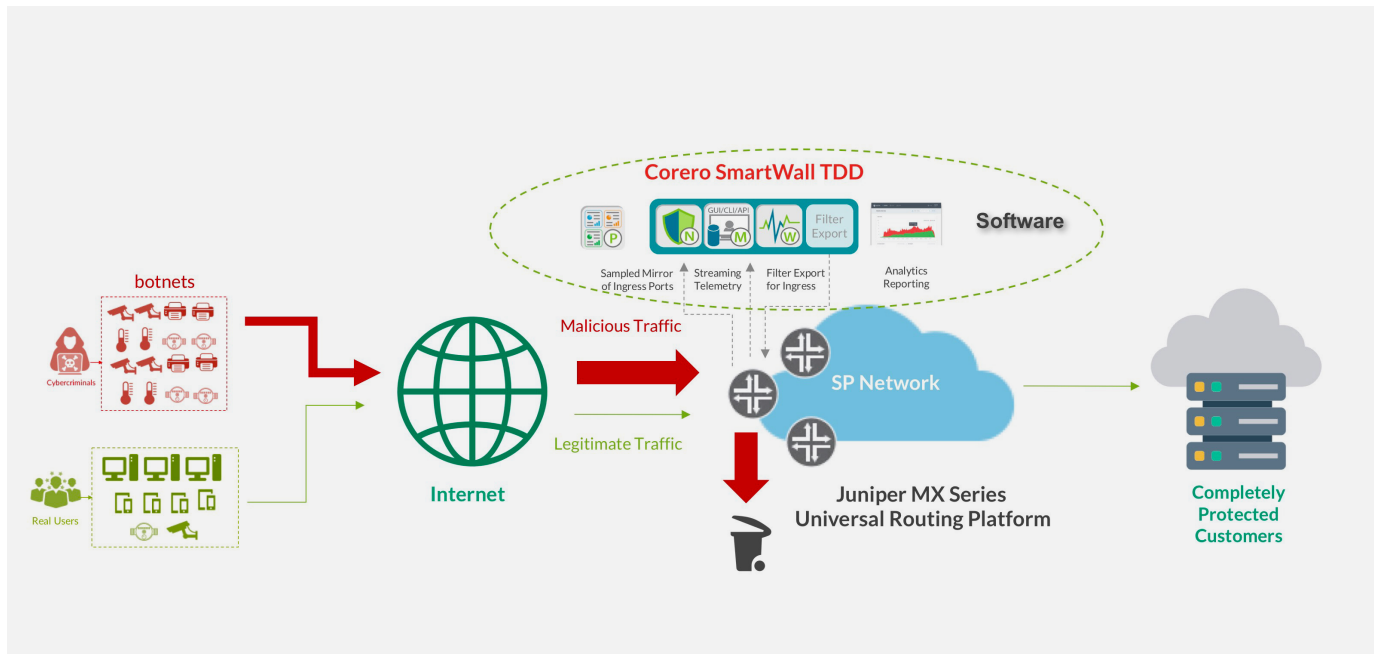 Corero SmartWall TDD
GUI/CLI/API
P
N
M
W
Filter
Export
Software
Sampled Mirror
of Ingress Ports
Streaming
Telemetry
Filter Export
for Ingress
Analytics
Reporting
botnets
Cybercriminals
Real Users
Internet
Malicious Traffic
Legitimate Traffic
SP Network
Juniper MX Series
Universal Routing Platform
Completely
Protected
Customers